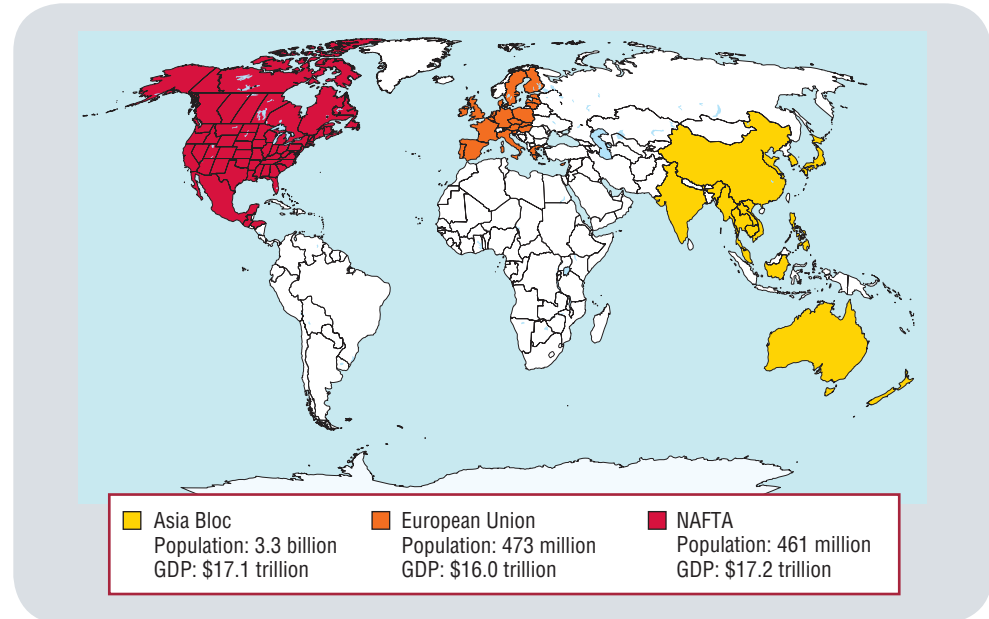 Asia Bloc
Population: 3.3 billion
GDP: $17.1 trillion
European Union
Population: 473 million
GDP: $16.0 trillion
NAFTA
Population: 461 million
GDP: $17.2 trillion